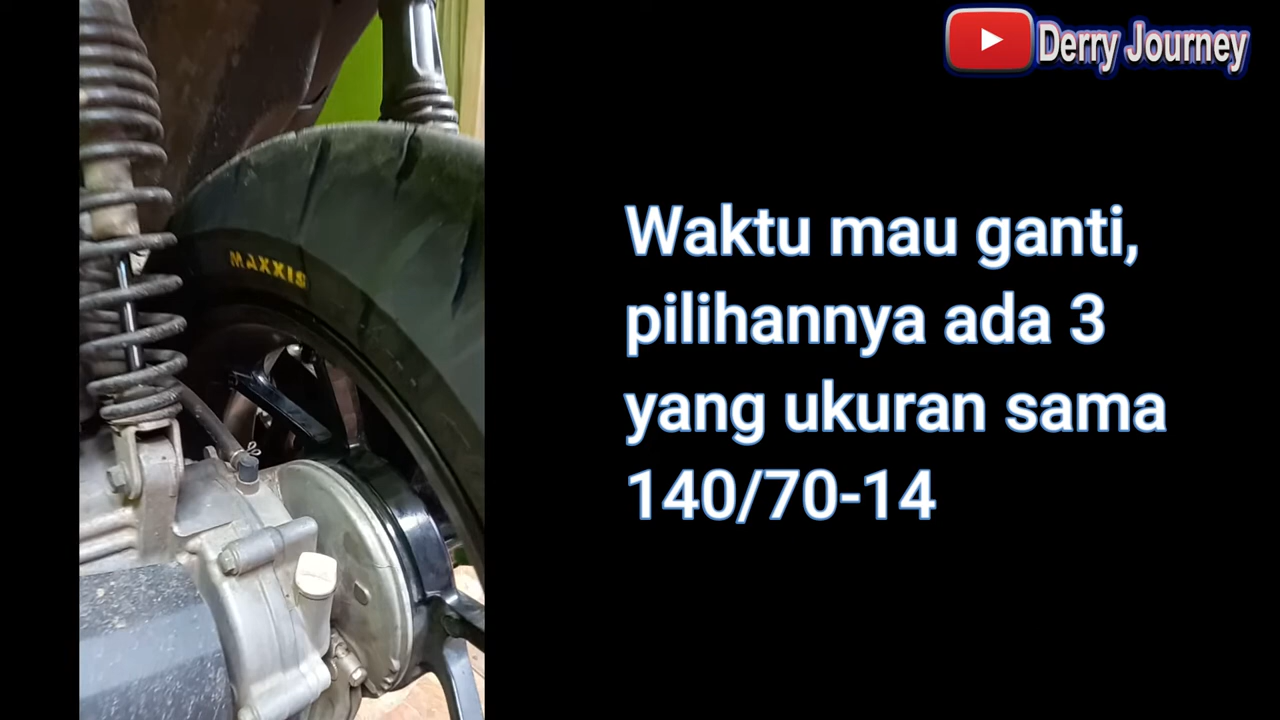 Derry Journey
MAXXIS
Waktu mau ganti,
pilihannya ada 3
yang ukuran sama
140/70-14